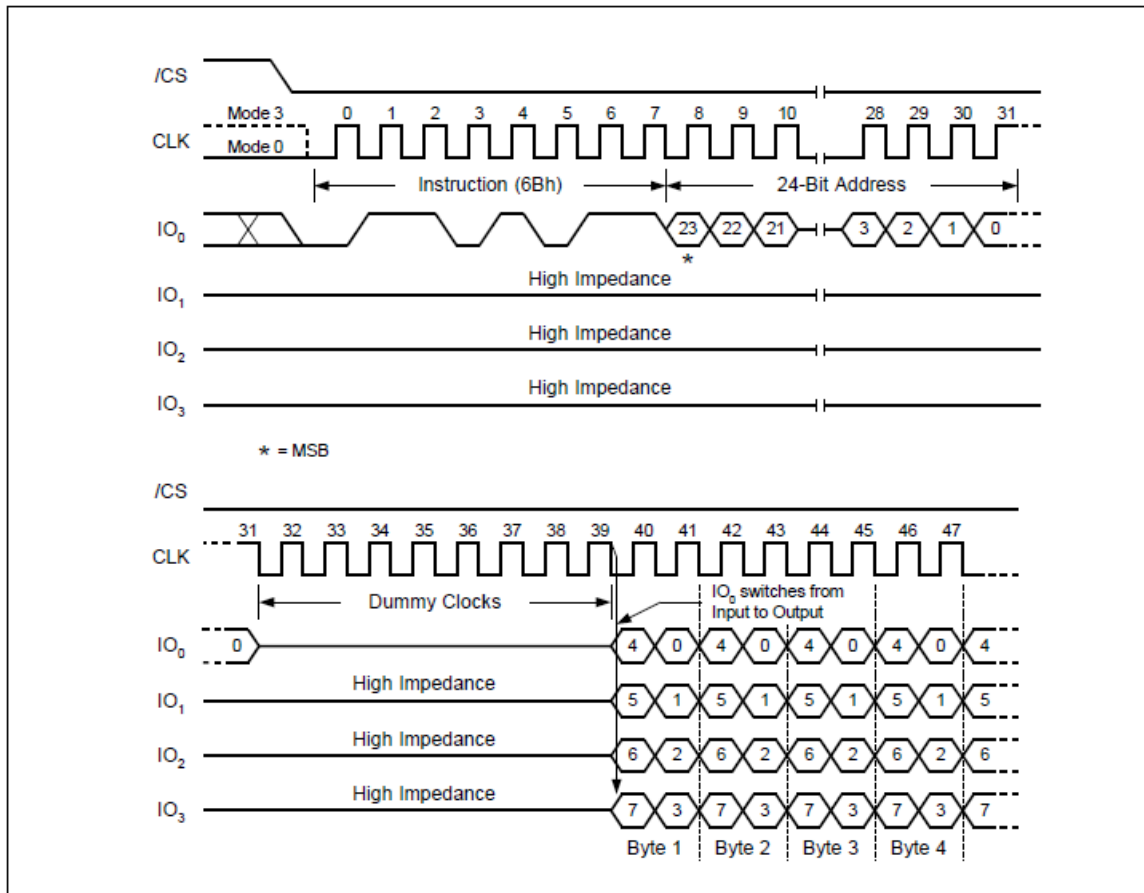 /CS
Mode 3 0 1 2 3 4 5 6 7 8 9 10 28 29 30 31
CLK
Mode 0
Instruction (6Bh) 24-Bit Address
IO0 23 22 21 3 2 1 0
*
High Impedance
IO1
High Impedance
IO2
High Impedance
IO3
* = MSB
/CS
31 32 33 34 35 36 37 38 39 40 41 42 43 44 45 46 47
CLK
IO0 switches from
Dummy Clocks Input to Output
IO0 0 4 0 4 0 4 0 4 0 4
High Impedance
IO1 5 1 5 1 5 1 5 1 5
High Impedance
IO2 6 2 6 2 6 2 6 2 6
High Impedance
IO3 7 3 7 3 7 3 7 3 7
Byte 1 Byte 2 Byte 3 Byte 4